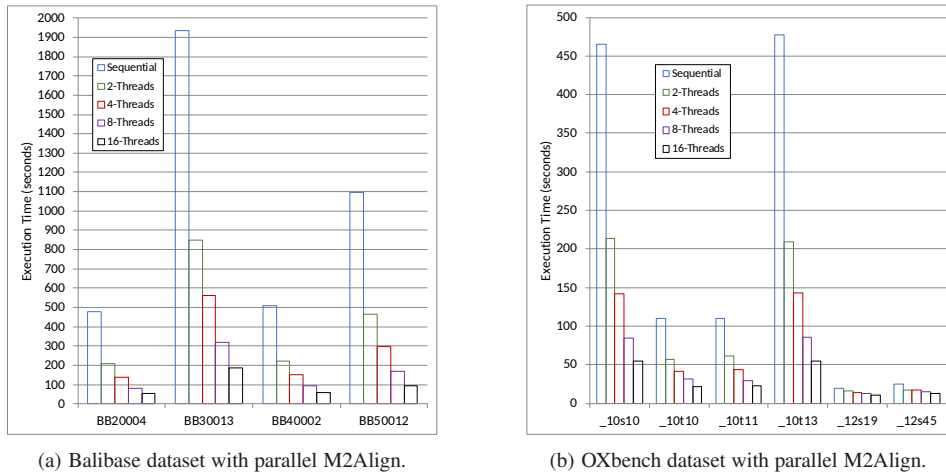 2000
1900
1800
1700
1600
1500
1400
1300
1200
1100
1000
900
800
700
600
500
400
300
200
100
0
Execution Time (seconds)
Sequential
2-Threads
4-Threads
8-Threads
16-Threads
BB20004 BB30013 BB40002 BB50012
(a) Balibase dataset with parallel M2Align.
500
450
400
350
300
250
200
150
100
50
0
Execution Time (seconds)
Sequential
2-Threads
4-Threads
8-Threads
16-Threads
_10s10 _10t10 _10t11 _10t13 _12s19 _12s45
(b) OXbench dataset with parallel M2Align.